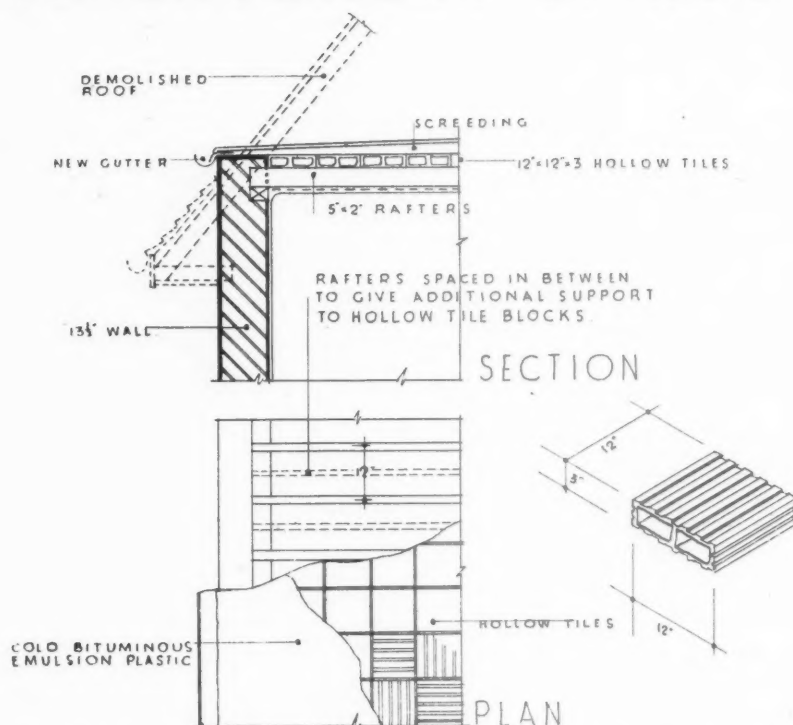 DEMOLISHED
ROOF
SCREEDING
NEW GUTTER
12"×12"×3 HOLLOW TILES
5"×2" RAFTERS
RAFTERS SPACED IN BETWEEN
TO GIVE ADDITIONAL SUPPORT
TO HOLLOW TILE BLOCKS
13½" WALL
SECTION
12"
3"
12"
12"
HOLLOW TILES
COLD BITUMINOUS
EMULSION PLASTIC
PLAN